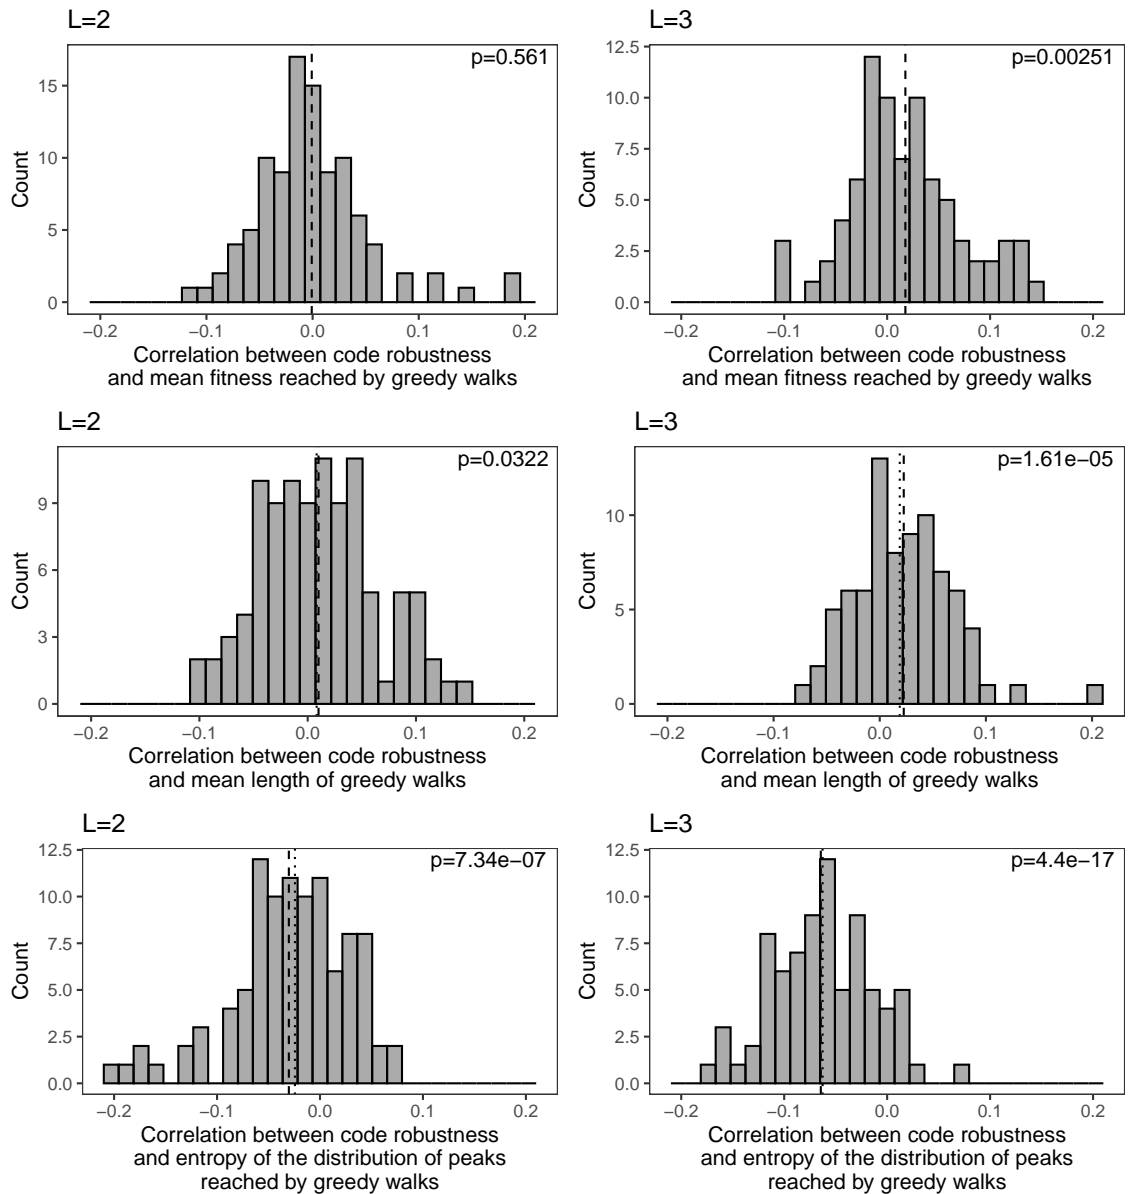 L=2
p=0.561
15
10
5
0
Count
−0.2 −0.1 0.0 0.1 0.2
Correlation between code robustness
and mean fitness reached by greedy walks
L=3
p=0.00251
12.5
10.0
7.5
5.0
2.5
0.0
Count
−0.2 −0.1 0.0 0.1 0.2
Correlation between code robustness
and mean fitness reached by greedy walks
L=2
p=0.0322
9
6
3
0
Count
−0.2 −0.1 0.0 0.1 0.2
Correlation between code robustness
and mean length of greedy walks
L=3
p=1.61e−05
10
5
0
Count
−0.2 −0.1 0.0 0.1 0.2
Correlation between code robustness
and mean length of greedy walks
L=2
p=7.34e−07
12.5
10.0
7.5
5.0
2.5
0.0
Count
−0.2 −0.1 0.0 0.1 0.2
Correlation between code robustness
and entropy of the distribution of peaks
reached by greedy walks
L=3
p=4.4e−17
12.5
10.0
7.5
5.0
2.5
0.0
Count
−0.2 −0.1 0.0 0.1 0.2
Correlation between code robustness
and entropy of the distribution of peaks
reached by greedy walks